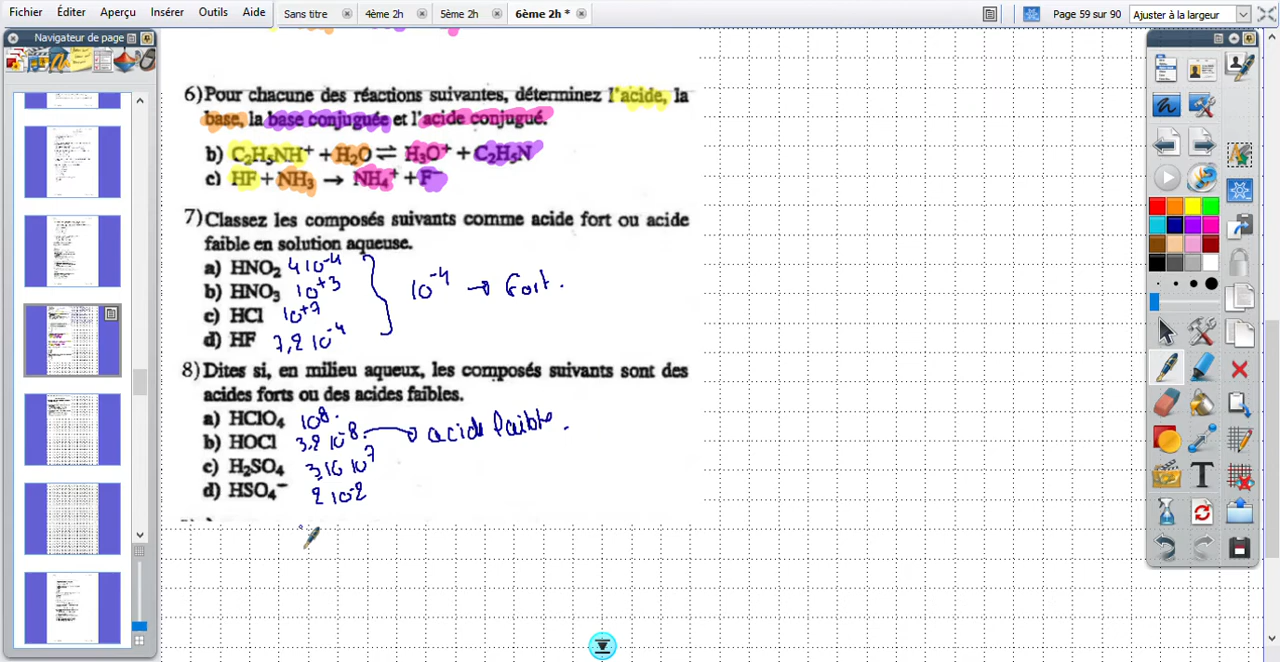 Fichier Éditer Aperçu Insérer Outils Aide Sans titre 4ème 2h 5ème 2h 6ème 2h * Page 59 sur 90 Ajuster à la largeur
Navigateur de page
6) Pour chacune des réactions suivantes, déterminez l'acide, la
base, la base conjuguée et l'acide conjugué.
b) C₂H₅NH⁺ + H₂O ⇌ H₃O⁺ + C₂H₅N
c) HF + NH₃ → NH₄⁺ + F⁻
7) Classez les composés suivants comme acide fort ou acide
faible en solution aqueuse.
a) HNO₂ 4 10⁻⁴
b) HNO₃ 10⁺³
c) HCl 10⁺⁷
d) HF 7,2 10⁻⁴
10⁻⁴ → Fort.
8) Dites si, en milieu aqueux, les composés suivants sont des
acides forts ou des acides faibles.
a) HClO₄ 10⁸.
b) HOCl 3.2 10⁻⁸. → acide faible.
c) H₂SO₄ 3 10⁷
d) HSO₄⁻ 2 10⁻²